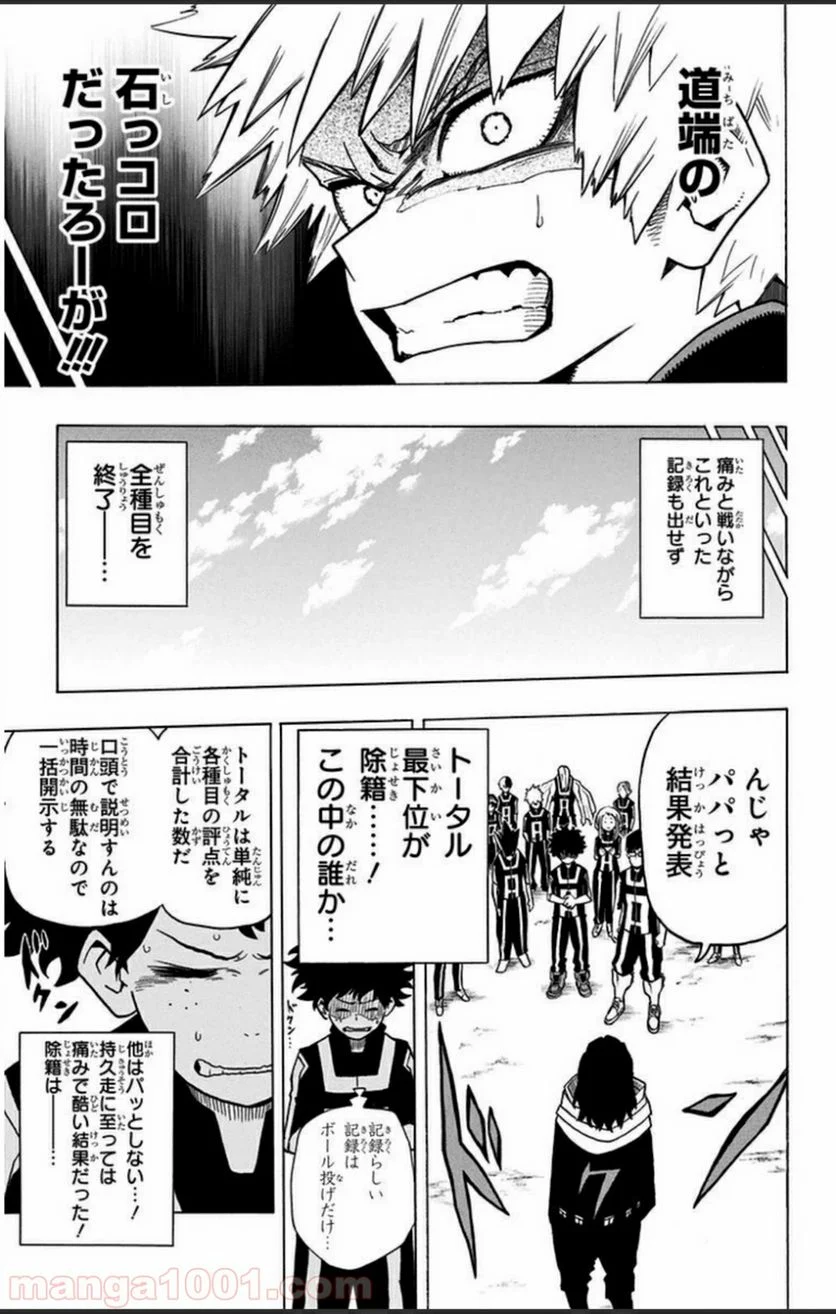 道端の
石っコロ
だったろーが!!!
痛みと戦いながら
これといった
記録も出せず
全種目を
終了——…
んじゃ
パパっと
結果発表
トータル
最下位が
除籍……!
この中の誰か…
記録らしい
記録は
ボール投げだけ…
ドクン…
トータルは単純に
各種目の評点を
合計した数だ
口頭で説明すんのは
時間の無駄なので
一括開示する
ズクン
他はパッとしない…!
持久走に至っては
痛みで酷い結果だった!
除籍は——
manga1001.com